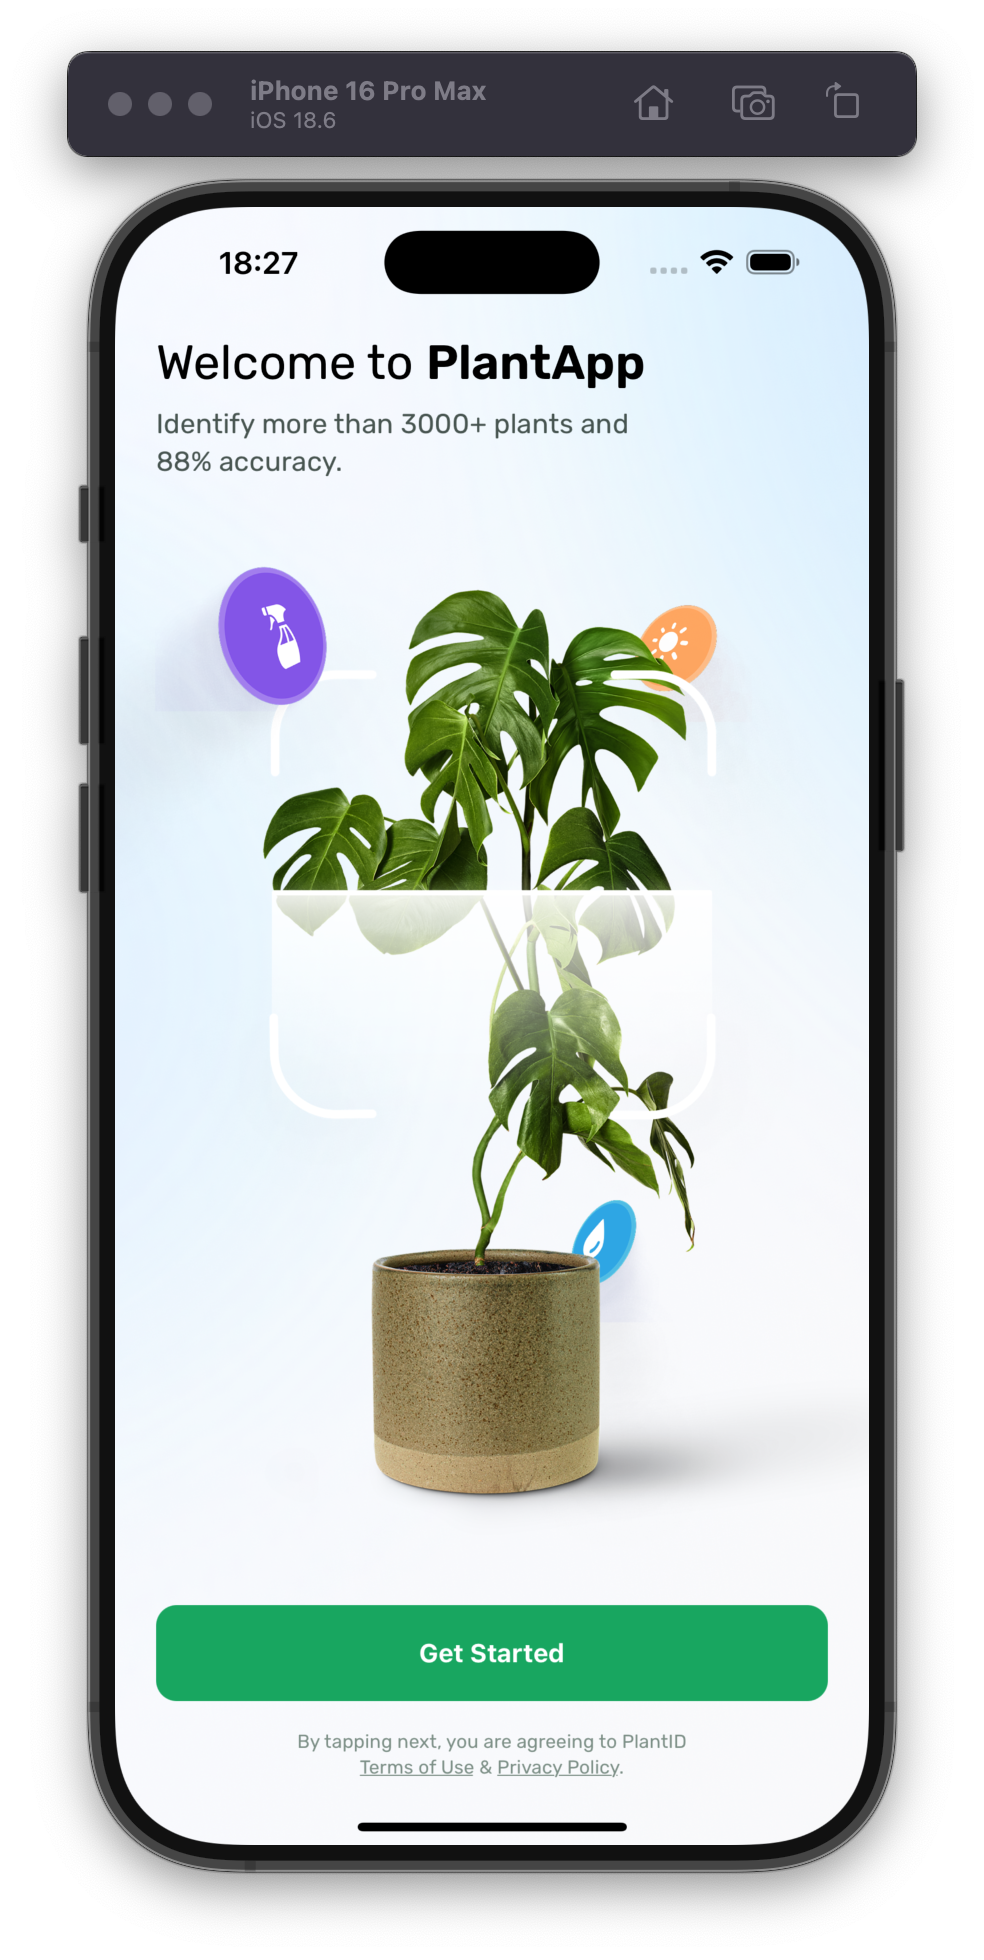 iPhone 16 Pro Max
iOS 18.6
18:27
Welcome to PlantApp
Identify more than 3000+ plants and
88% accuracy.
Get Started
By tapping next, you are agreeing to PlantID
Terms of Use & Privacy Policy.